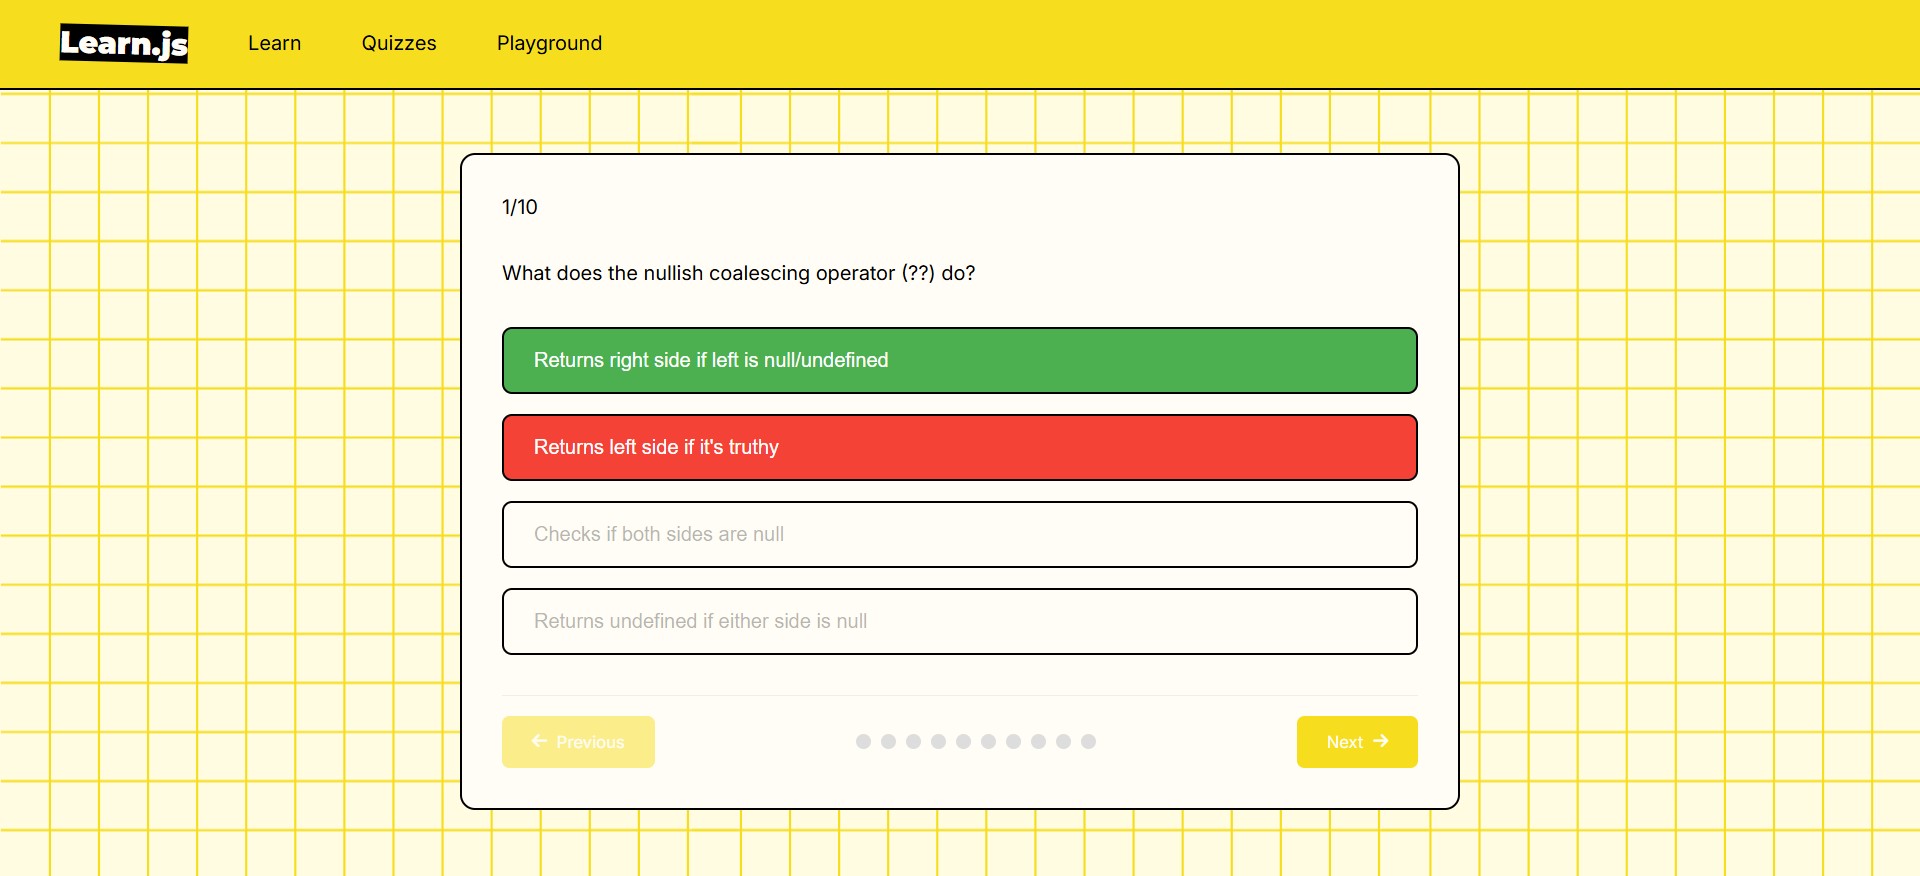 Learn.js
Learn
Quizzes
Playground
1/10
What does the nullish coalescing operator (??) do?
Returns right side if left is null/undefined
Returns left side if it's truthy
Checks if both sides are null
Returns undefined if either side is null
← Previous
Next →